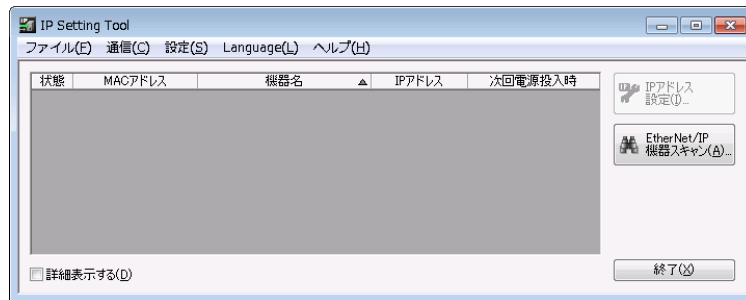 IP Setting Tool
ファイル(F) 通信(C) 設定(S) Language(L) ヘルプ(H)
状態 MACアドレス 機器名 IPアドレス 次回電源投入時
IPアドレス
設定(I)...
EtherNet/IP
機器スキャン(A)...
詳細表示する(D)
終了(X)